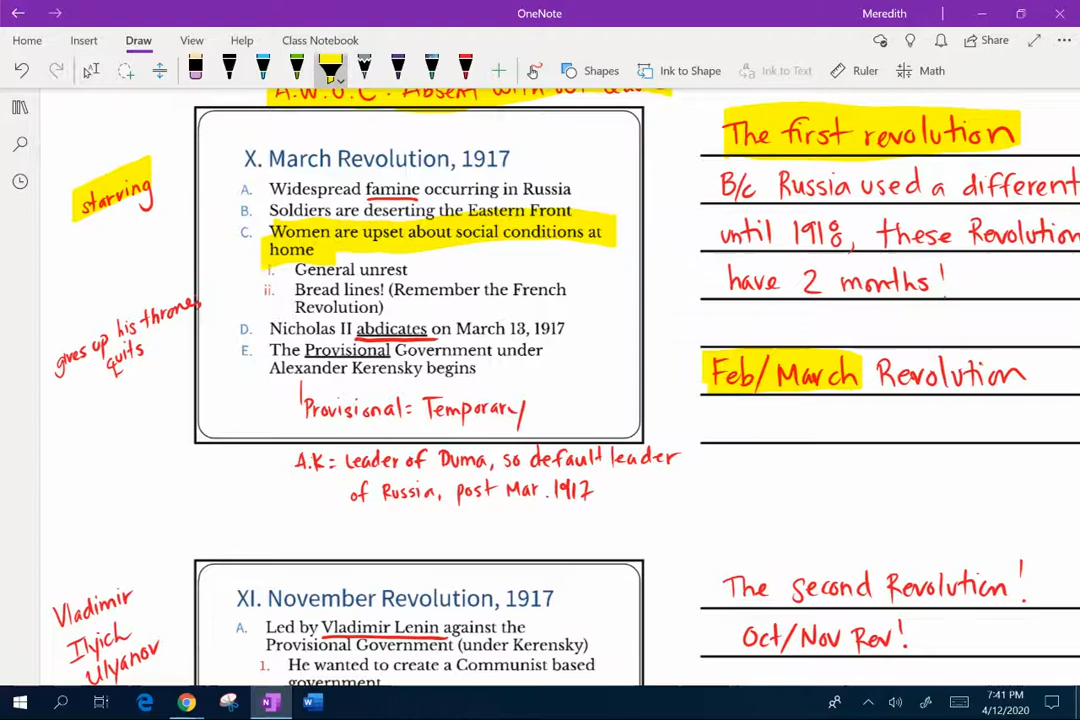 OneNote
Meredith
Home Insert Draw View Help Class Notebook
Share
Shapes Ink to Shape Ink to Text Ruler Math
A.W.O.L. Absent
The first revolution
X. March Revolution, 1917
starving
A. Widespread famine occurring in Russia
B/c Russia used a different
B. Soldiers are deserting the Eastern Front
C. Women are upset about social conditions at
home
until 1918, these Revolution
i. General unrest
ii. Bread lines! (Remember the French
Revolution)
have 2 months!
gives up his throne,
quits
D. Nicholas II abdicates on March 13, 1917
E. The Provisional Government under
Alexander Kerensky begins
Feb/March Revolution
Provisional = Temporary
A.K = Leader of Duma, so default leader
of Russia, post Mar. 1917
The second Revolution!
XI. November Revolution, 1917
Vladimir
Ilyich
Ulyanov
A. Led by Vladimir Lenin against the
Provisional Government (under Kerensky)
Oct/Nov Rev!
1. He wanted to create a Communist based
government
7:41 PM
4/12/2020